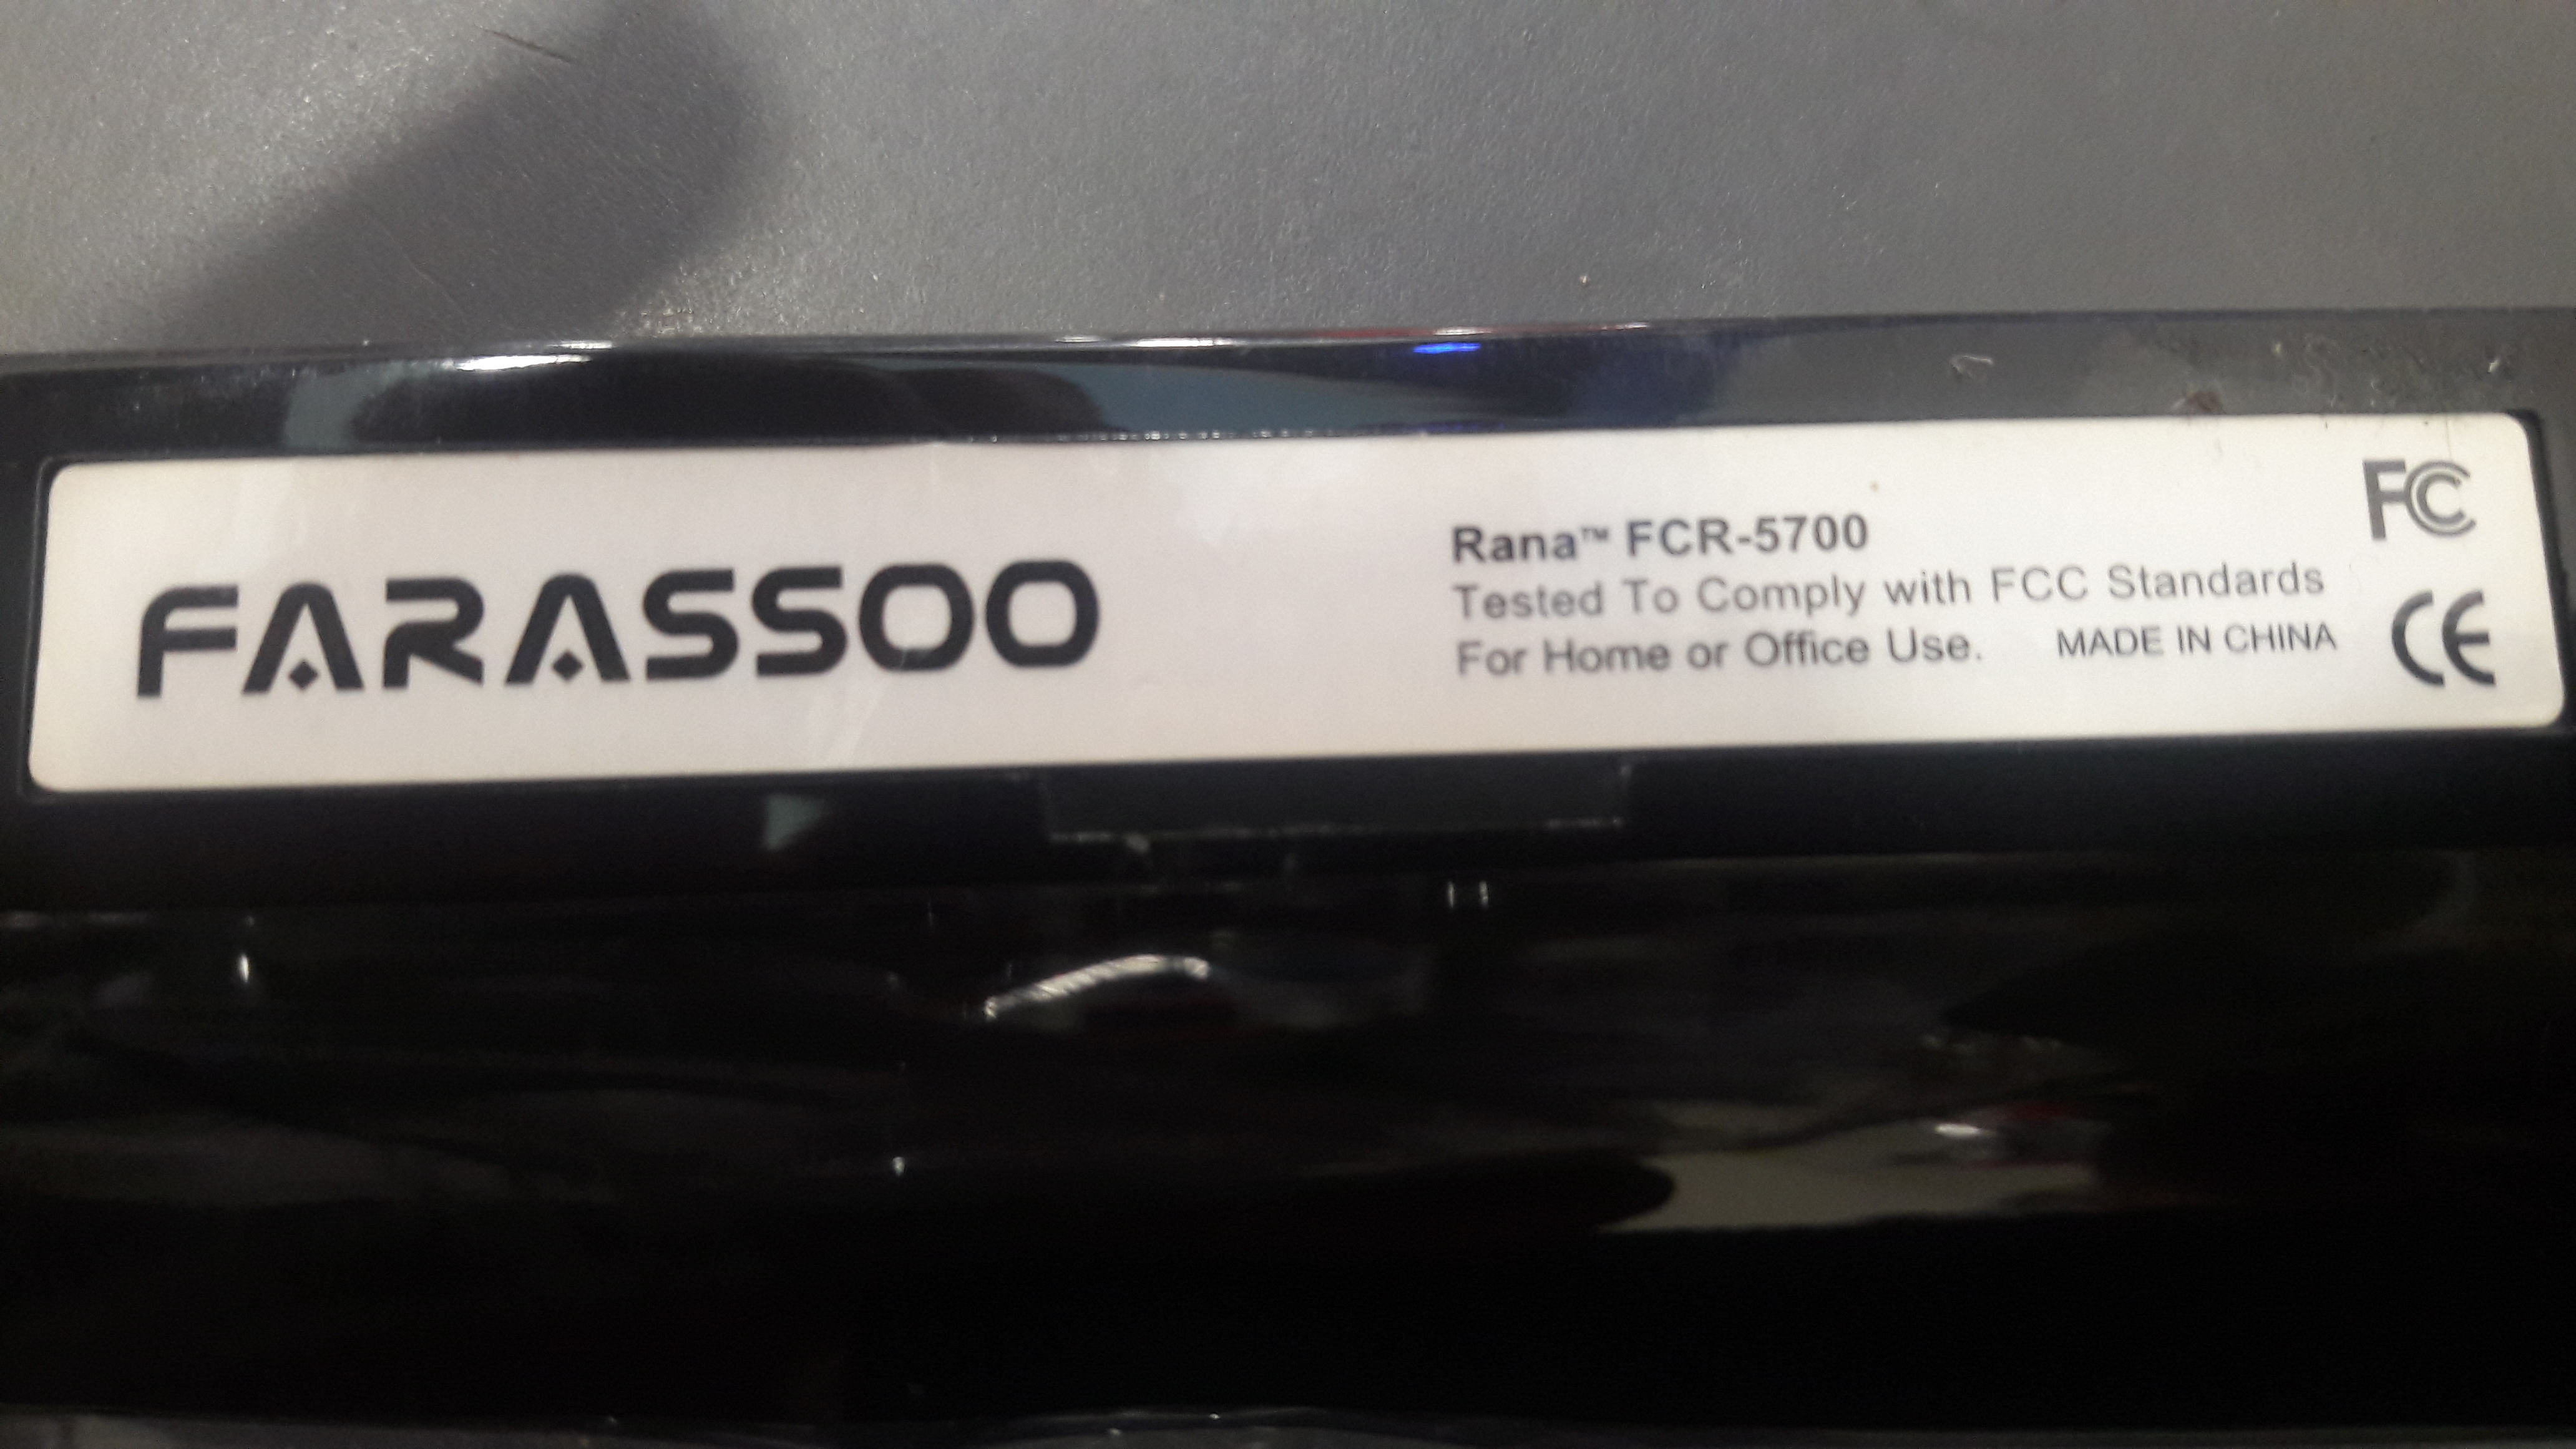 FARASSOO
Rana™ FCR-5700
Tested To Comply with FCC Standards
For Home or Office Use. MADE IN CHINA
FC
CE